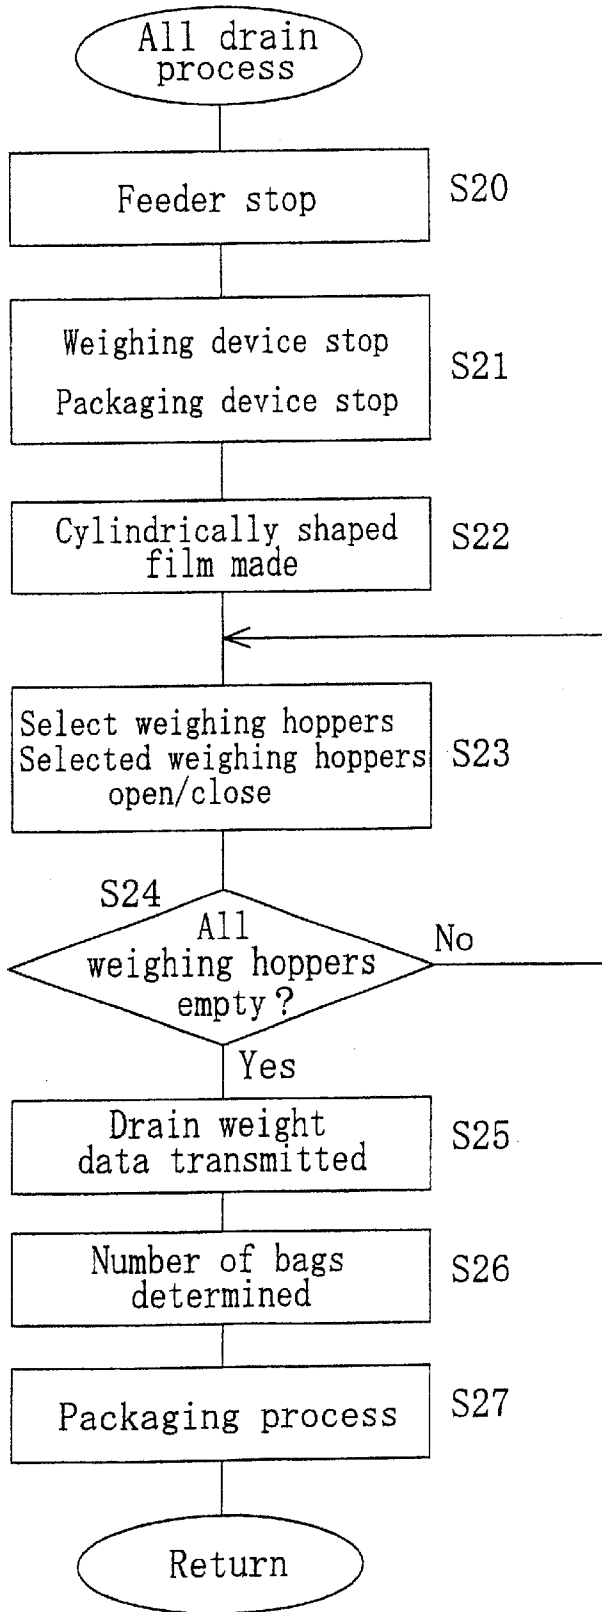 All drain
process
Feeder stop
S20
Weighing device stop
Packaging device stop
S21
Cylindrically shaped
film made
S22
Select weighing hoppers
Selected weighing hoppers
open/close
S23
S24
All
weighing hoppers
empty?
No
Yes
Drain weight
data transmitted
S25
Number of bags
determined
S26
Packaging process
S27
Return